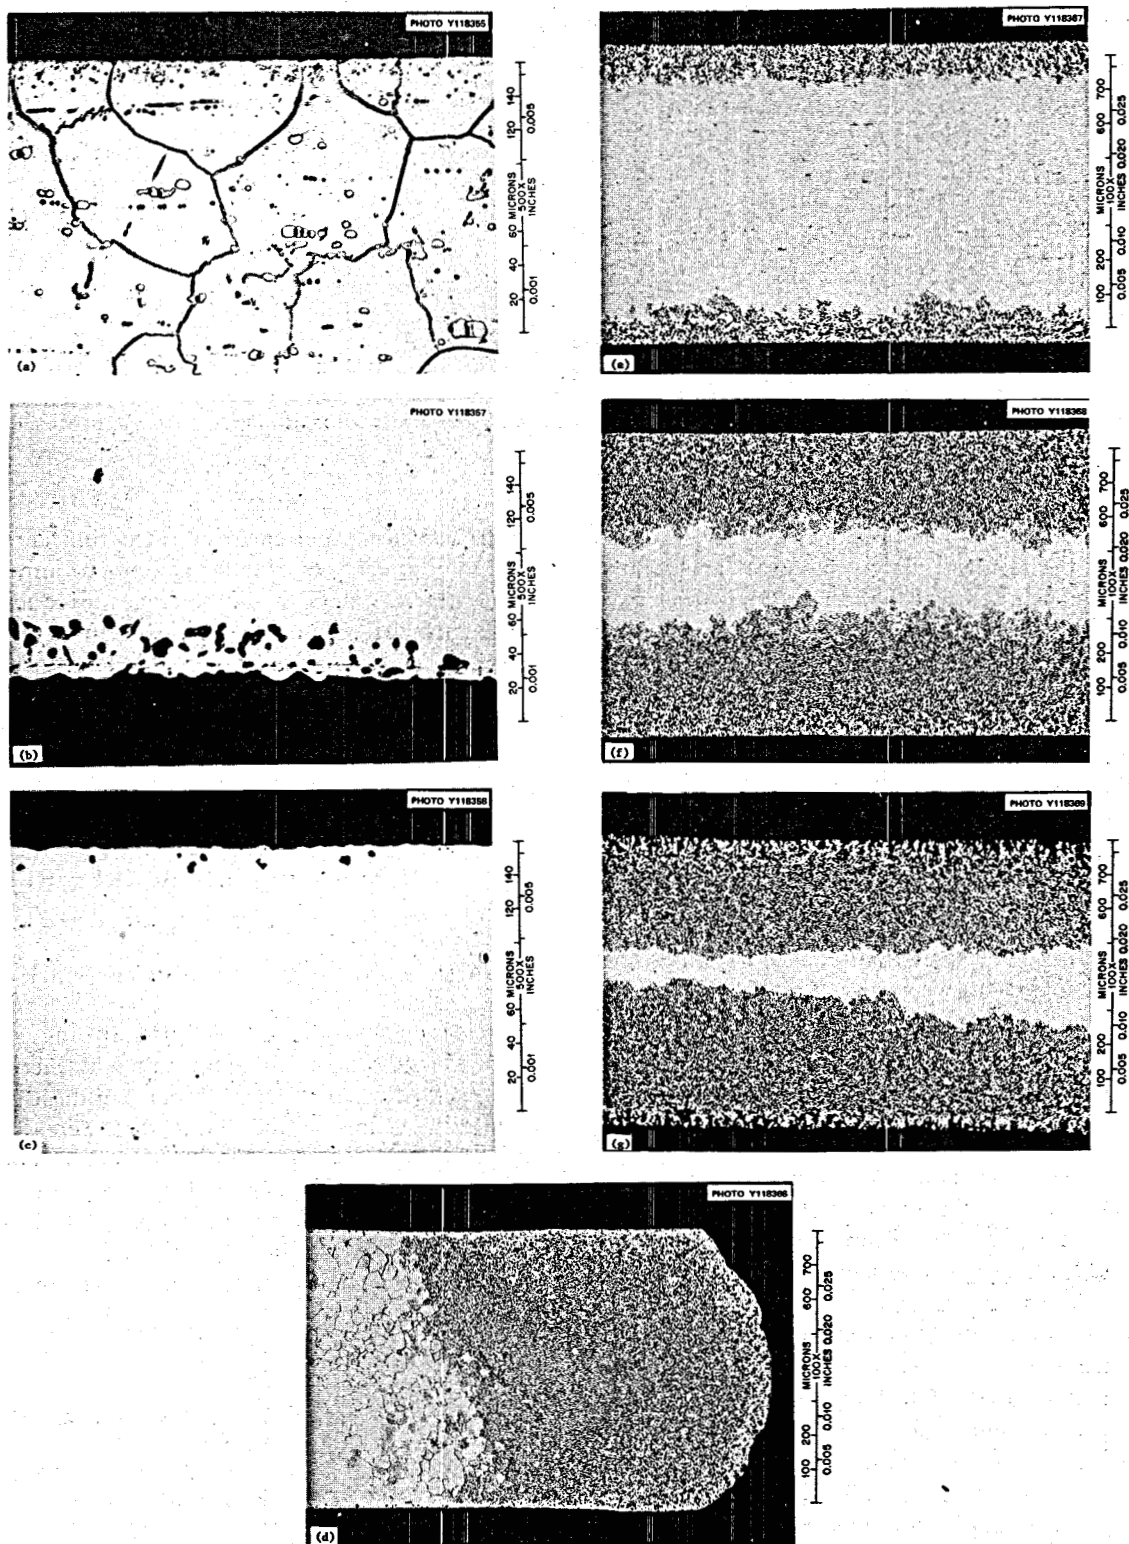 PHOTO Y118355
140
120
60
40
20
MICRONS
500X
INCHES
0.005
0.001
(a)
PHOTO Y118357
140
120
60
40
20
MICRONS
500X
INCHES
0.005
0.001
(b)
PHOTO Y118356
140
120
60
40
20
MICRONS
500X
INCHES
0.005
0.001
(c)
PHOTO Y118367
700
600
200
100
MICRONS
100X
INCHES
0.025
0.020
0.010
0.005
(e)
PHOTO Y118368
700
600
200
100
MICRONS
100X
INCHES
0.025
0.020
0.010
0.005
(f)
PHOTO Y118369
700
600
200
100
MICRONS
100X
INCHES
0.025
0.020
0.010
0.005
(g)
PHOTO Y118366
700
600
200
100
MICRONS
100X
INCHES
0.025
0.020
0.010
0.005
(d)